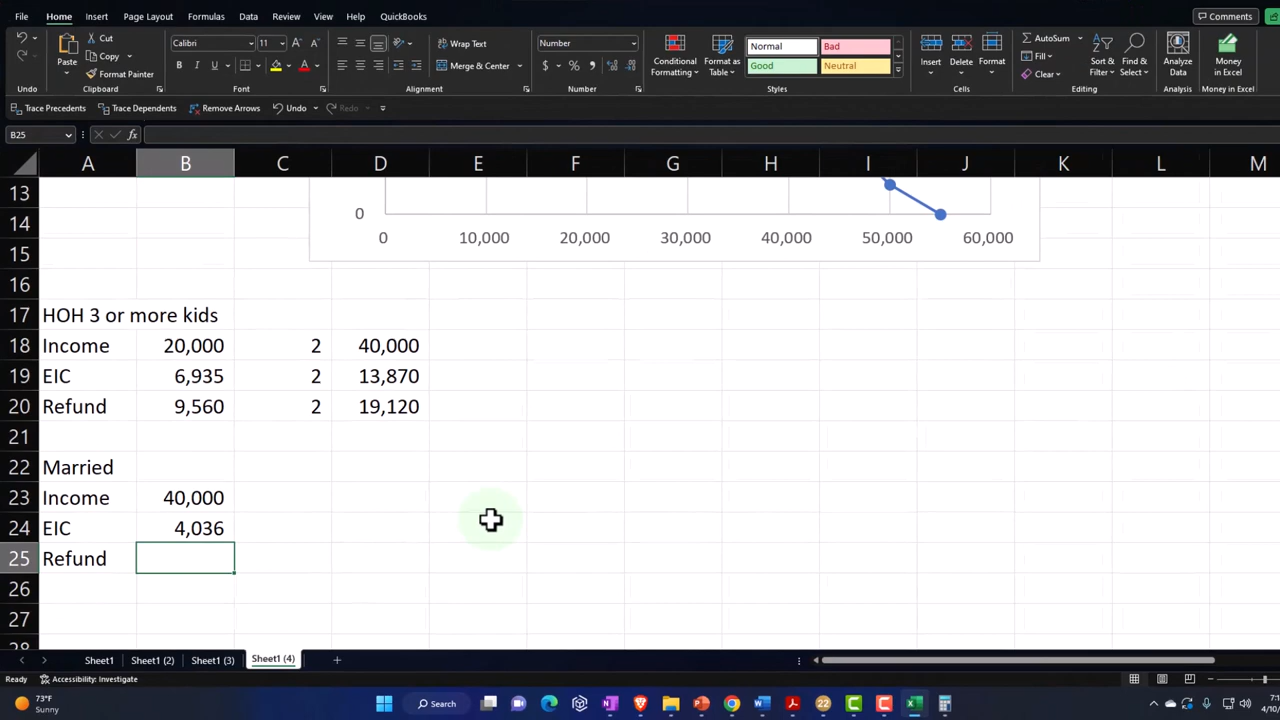 File Home Insert Page Layout Formulas Data Review View Help QuickBooks Comments
Cut
Copy
Format Painter
Paste
Calibri 11
Wrap Text
Merge & Center
Number
Conditional Formatting
Format as Table
Normal Bad
Good Neutral
Insert Delete Format
AutoSum
Fill
Clear
Sort & Filter
Find & Select
Analyze Data
Money in Excel
Undo Clipboard Font Alignment Number Styles Cells Editing Analysis Money in Excel
Trace Precedents Trace Dependents Remove Arrows Undo Redo
B25 fx
A B C D E F G H I J K L M
13
14 0
15 0 10,000 20,000 30,000 40,000 50,000 60,000
16
17 HOH 3 or more kids
18 Income 20,000 2 40,000
19 EIC 6,935 2 13,870
20 Refund 9,560 2 19,120
21
22 Married
23 Income 40,000
24 EIC 4,036
25 Refund
26
27
28
Sheet1 Sheet1 (2) Sheet1 (3) Sheet1 (4)
Ready Accessibility: Investigate
73°F
Sunny
Search